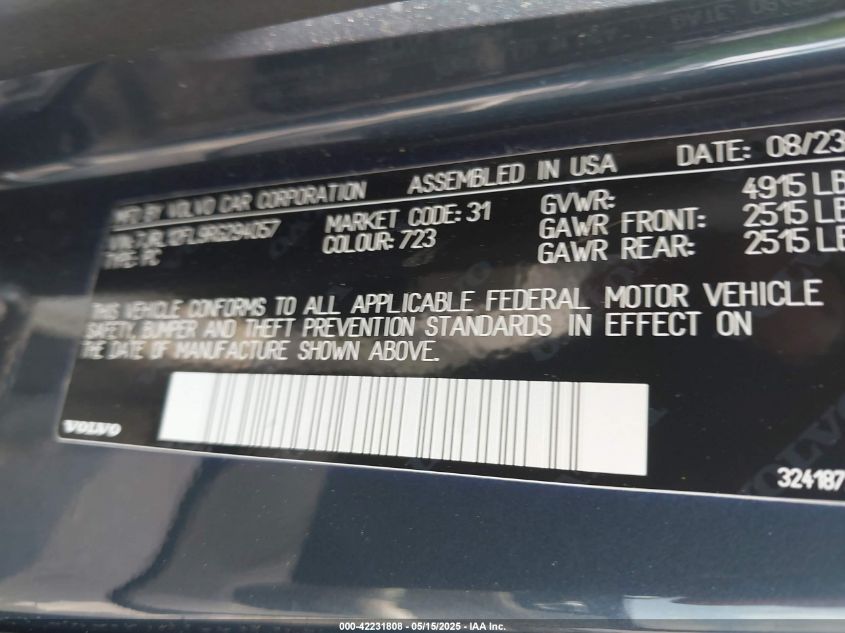 MFD BY VOLVO CAR CORPORATION ASSEMBLED IN USA DATE: 08/23
VIN: 7JRL12FL9RG294057 MARKET CODE: 31 GVWR: 4915 LB
TYPE: PC COLOUR: 723 GAWR FRONT: 2515 LB
GAWR REAR: 2515 LB
THIS VEHICLE CONFORMS TO ALL APPLICABLE FEDERAL MOTOR VEHICLE
SAFETY, BUMPER AND THEFT PREVENTION STANDARDS IN EFFECT ON
THE DATE OF MANUFACTURE SHOWN ABOVE.
VOLVO
324187
000-42231808 - 05/15/2025 - IAA Inc.